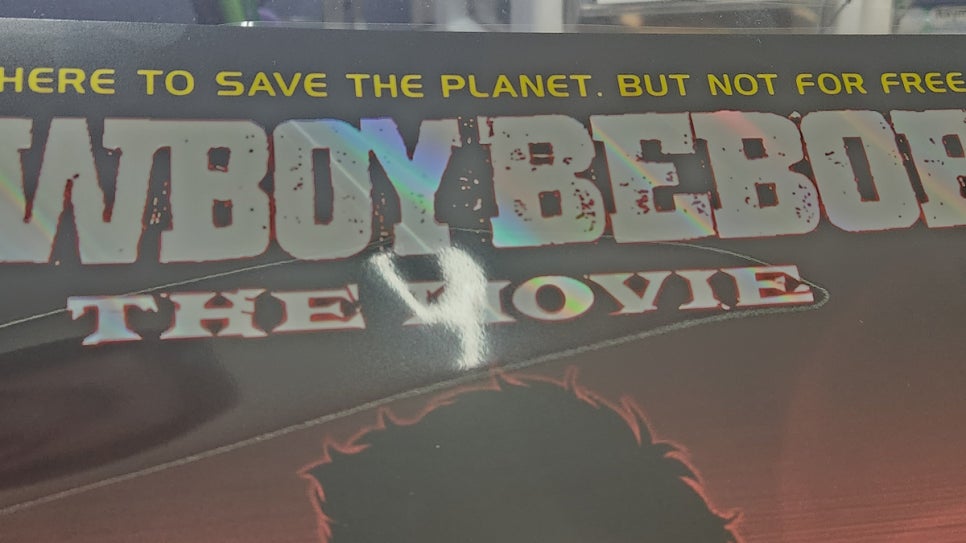 HERE TO SAVE THE PLANET. BUT NOT FOR FREE
WBOY BEBOP
THE MOVIE